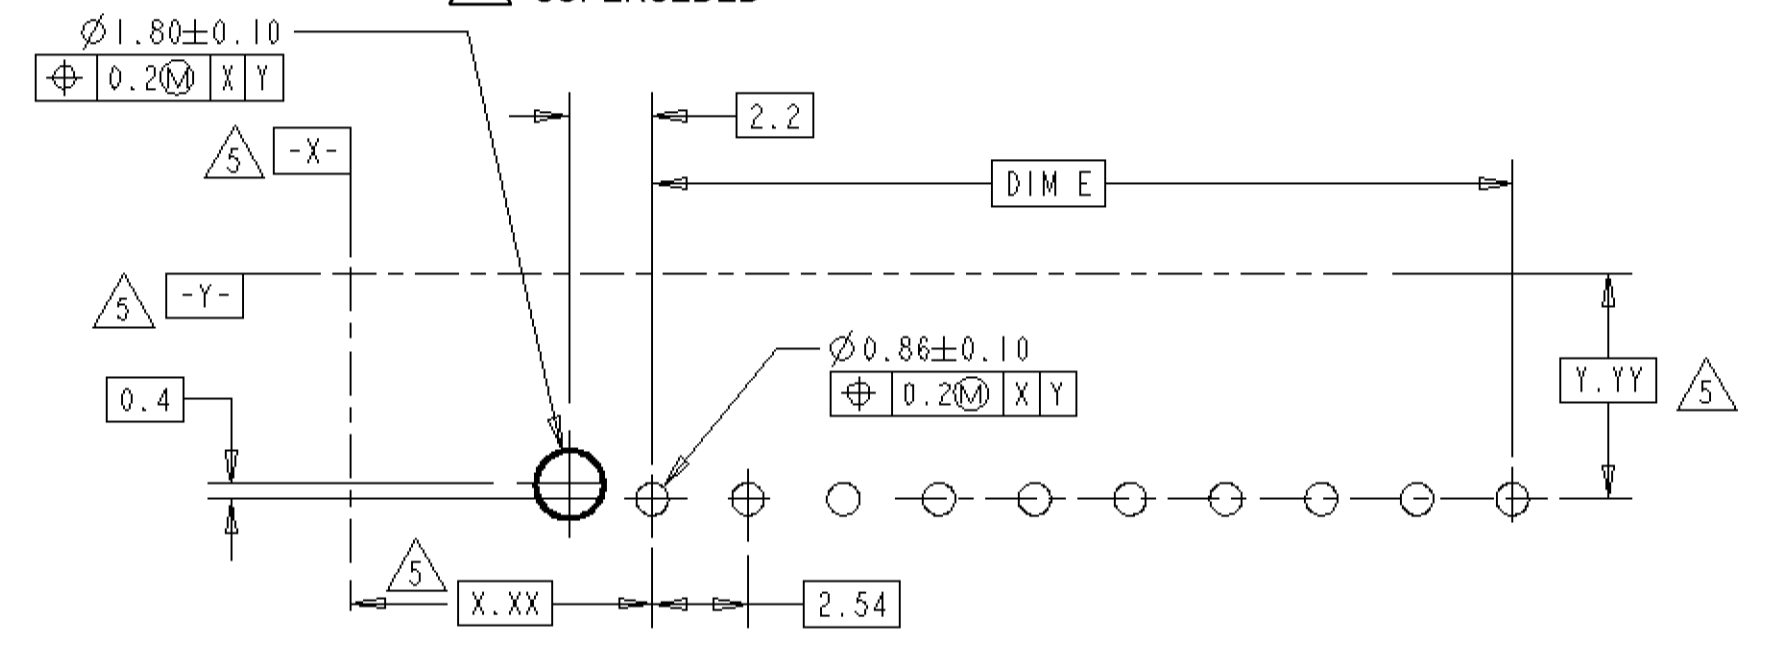 Ø1.80±0.10
⌖ 0.2Ⓜ X Y
2.2
5 -X-
DIM E
5 -Y-
Ø0.86±0.10
⌖ 0.2Ⓜ X Y
0.4
Y.YY 5
5
X.XX
2.54